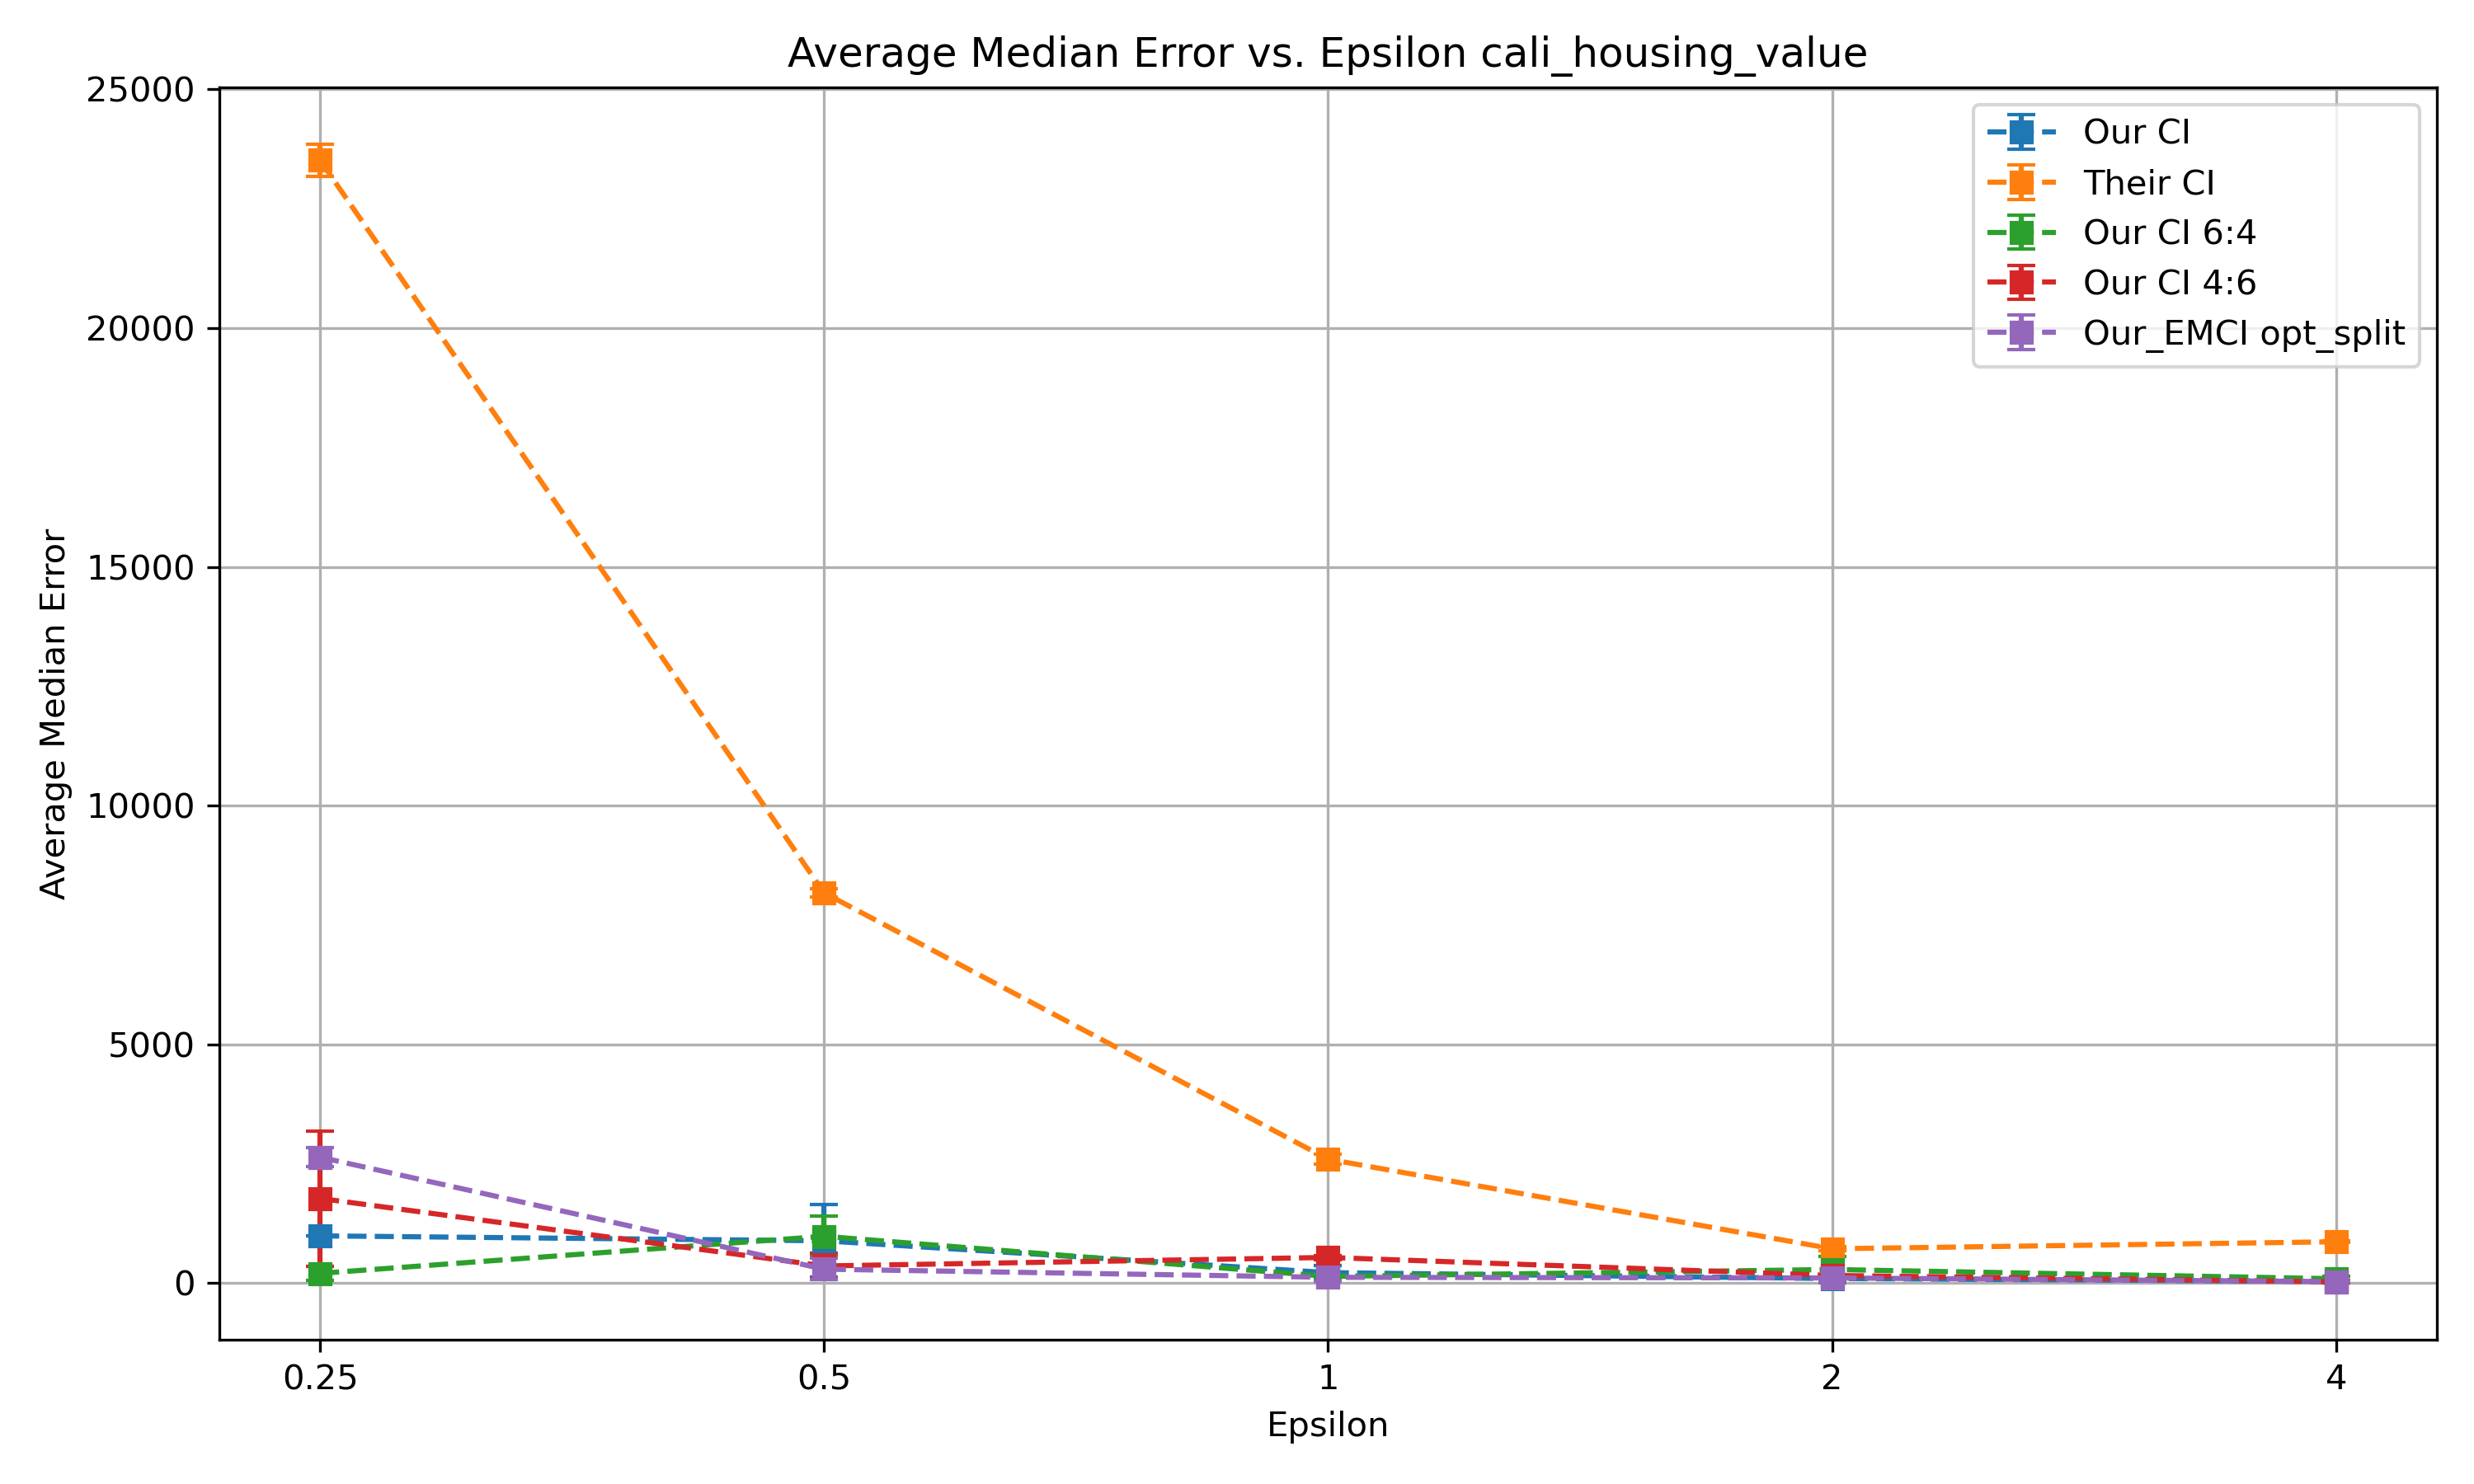 Average Median Error vs. Epsilon cali_housing_value
25000
20000
15000
10000
5000
0
Average Median Error
Our CI
Their CI
Our CI 6:4
Our CI 4:6
Our_EMCI opt_split
0.25 0.5 1 2 4
Epsilon